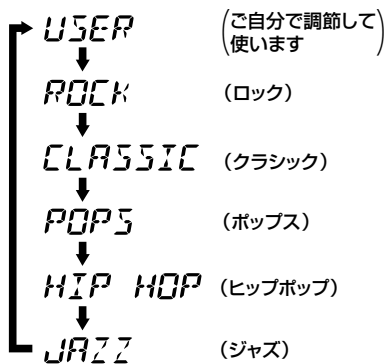 USER （ご自分で調節して
使います）
ROCK （ロック）
CLASSIC （クラシック）
POPS （ポップス）
HIP HOP （ヒップポップ）
JAZZ （ジャズ）